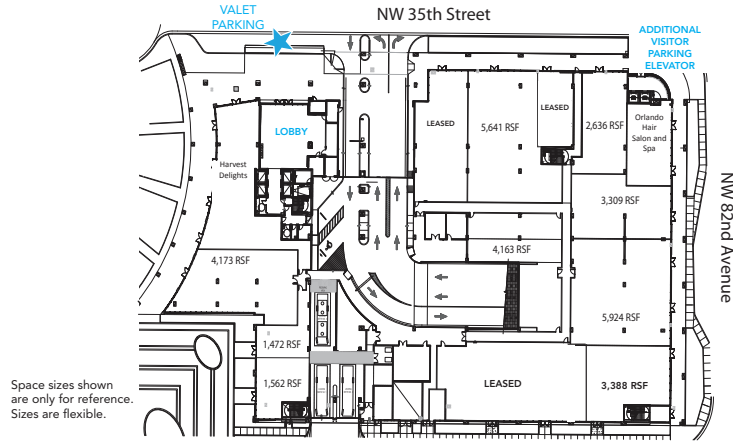 VALET
PARKING
NW 35th Street
ADDITIONAL
VISITOR
PARKING
ELEVATOR
LEASED
5,641 RSF
LEASED
2,636 RSF
Orlando
Hair
Salon and
Spa
LOBBY
Harvest
Delights
3,309 RSF
NW 82nd Avenue
4,163 RSF
4,173 RSF
5,924 RSF
1,472 RSF
1,562 RSF
LEASED
3,388 RSF
Space sizes shown
are only for reference.
Sizes are flexible.